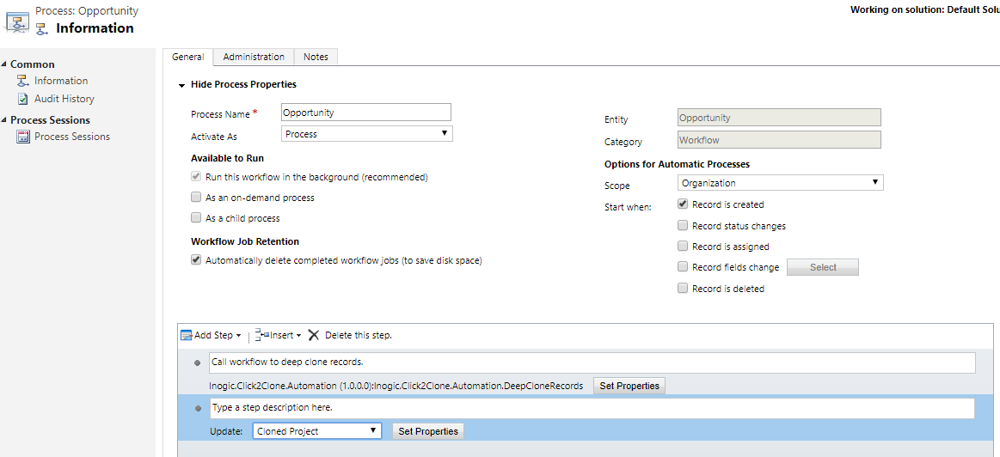 Process: Opportunity
Working on solution: Default Solu
Information
Common
Information
Audit History
Process Sessions
Process Sessions
General Administration Notes
Hide Process Properties
Process Name * Opportunity
Activate As Process
Entity Opportunity
Category Workflow
Available to Run
Run this workflow in the background (recommended)
As an on-demand process
As a child process
Workflow Job Retention
Automatically delete completed workflow jobs (to save disk space)
Options for Automatic Processes
Scope Organization
Start when: Record is created
Record status changes
Record is assigned
Record fields change Select
Record is deleted
Add Step Insert Delete this step.
Call workflow to deep clone records.
Inogic.Click2Clone.Automation (1.0.0.0):Inogic.Click2Clone.Automation.DeepCloneRecords Set Properties
Type a step description here.
Update: Cloned Project Set Properties